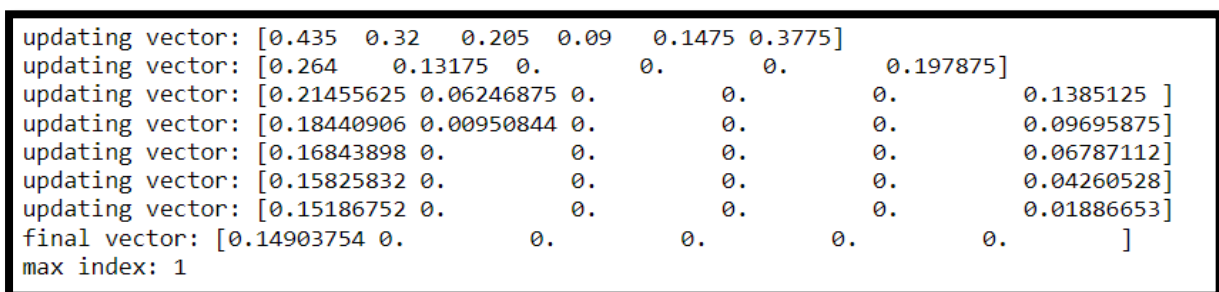 updating vector: [0.435  0.32   0.205  0.09   0.1475 0.3775]
updating vector: [0.264    0.13175  0.       0.       0.       0.197875]
updating vector: [0.21455625 0.06246875 0.         0.         0.         0.1385125 ]
updating vector: [0.18440906 0.00950844 0.         0.         0.         0.09695875]
updating vector: [0.16843898 0.         0.         0.         0.         0.06787112]
updating vector: [0.15825832 0.         0.         0.         0.         0.04260528]
updating vector: [0.15186752 0.         0.         0.         0.         0.01886653]
final vector: [0.14903754 0.         0.         0.         0.         0.        ]
max index: 1